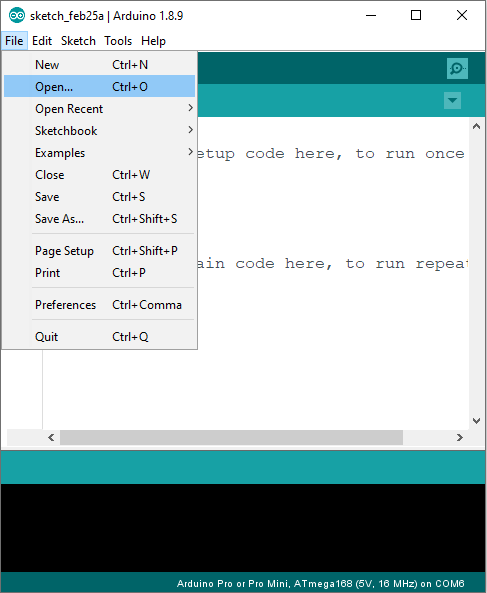 sketch_feb25a | Arduino 1.8.9
File Edit Sketch Tools Help
New Ctrl+N
Open... Ctrl+O
Open Recent
Sketchbook
Examples
Close Ctrl+W
Save Ctrl+S
Save As... Ctrl+Shift+S
Page Setup Ctrl+Shift+P
Print Ctrl+P
Preferences Ctrl+Comma
Quit Ctrl+Q
etup code here, to run once
ain code here, to run repea
Arduino Pro or Pro Mini, ATmega168 (5V, 16 MHz) on COM6